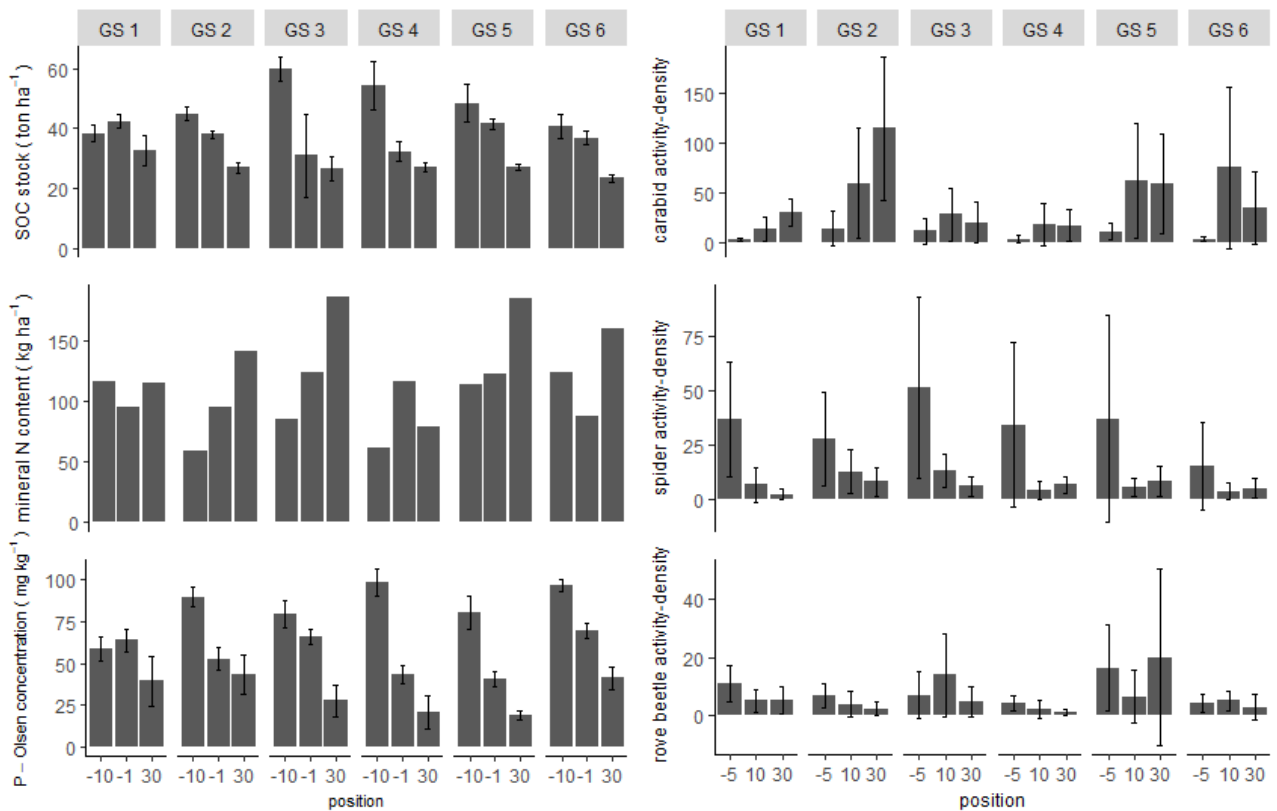 GS 1 GS 2 GS 3 GS 4 GS 5 GS 6
SOC stock ( ton ha⁻¹)
60
40
20
0
mineral N content ( kg ha⁻¹)
150
100
50
0
P – Olsen concentration ( mg kg⁻¹)
100
75
50
25
0
-10 -1 30 -10 -1 30 -10 -1 30 -10 -1 30 -10 -1 30 -10 -1 30
position
GS 1 GS 2 GS 3 GS 4 GS 5 GS 6
carabid activity-density
150
100
50
0
spider activity-density
75
50
25
0
rove beetle activity-density
40
20
0
-5 10 30 -5 10 30 -5 10 30 -5 10 30 -5 10 30 -5 10 30
position